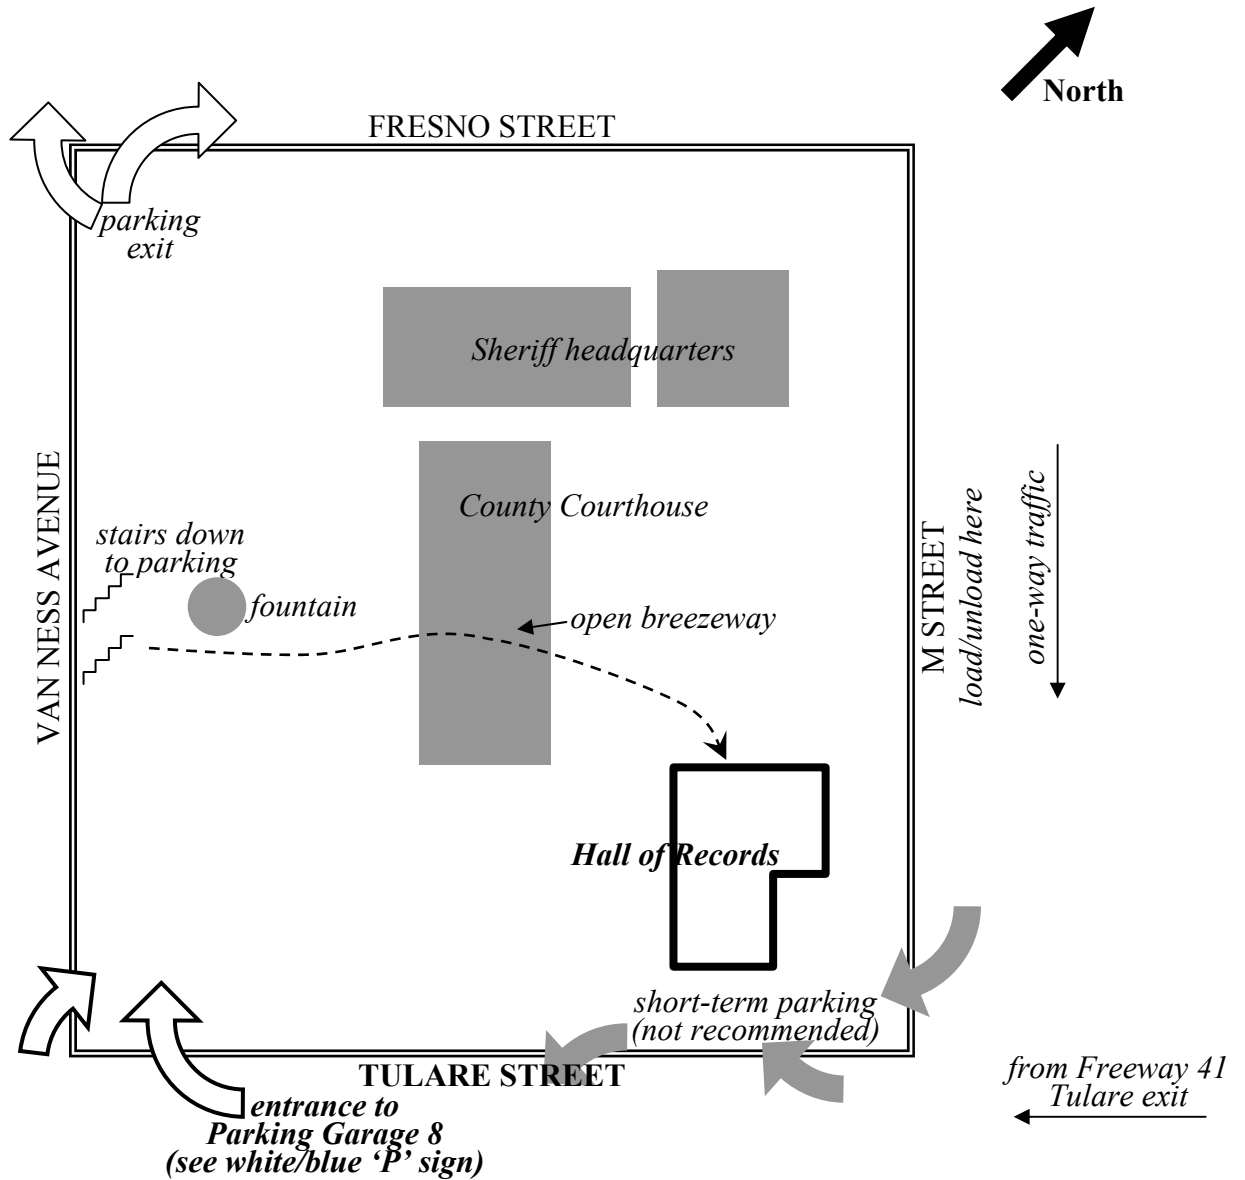 North
FRESNO STREET
parking
exit
Sheriff headquarters
VAN NESS AVENUE
County Courthouse
stairs down
to parking
fountain
open breezeway
M STREET
load/unload here
one-way traffic
Hall of Records
short-term parking
(not recommended)
TULARE STREET
from Freeway 41
Tulare exit
entrance to
Parking Garage 8
(see white/blue ‘P’ sign)